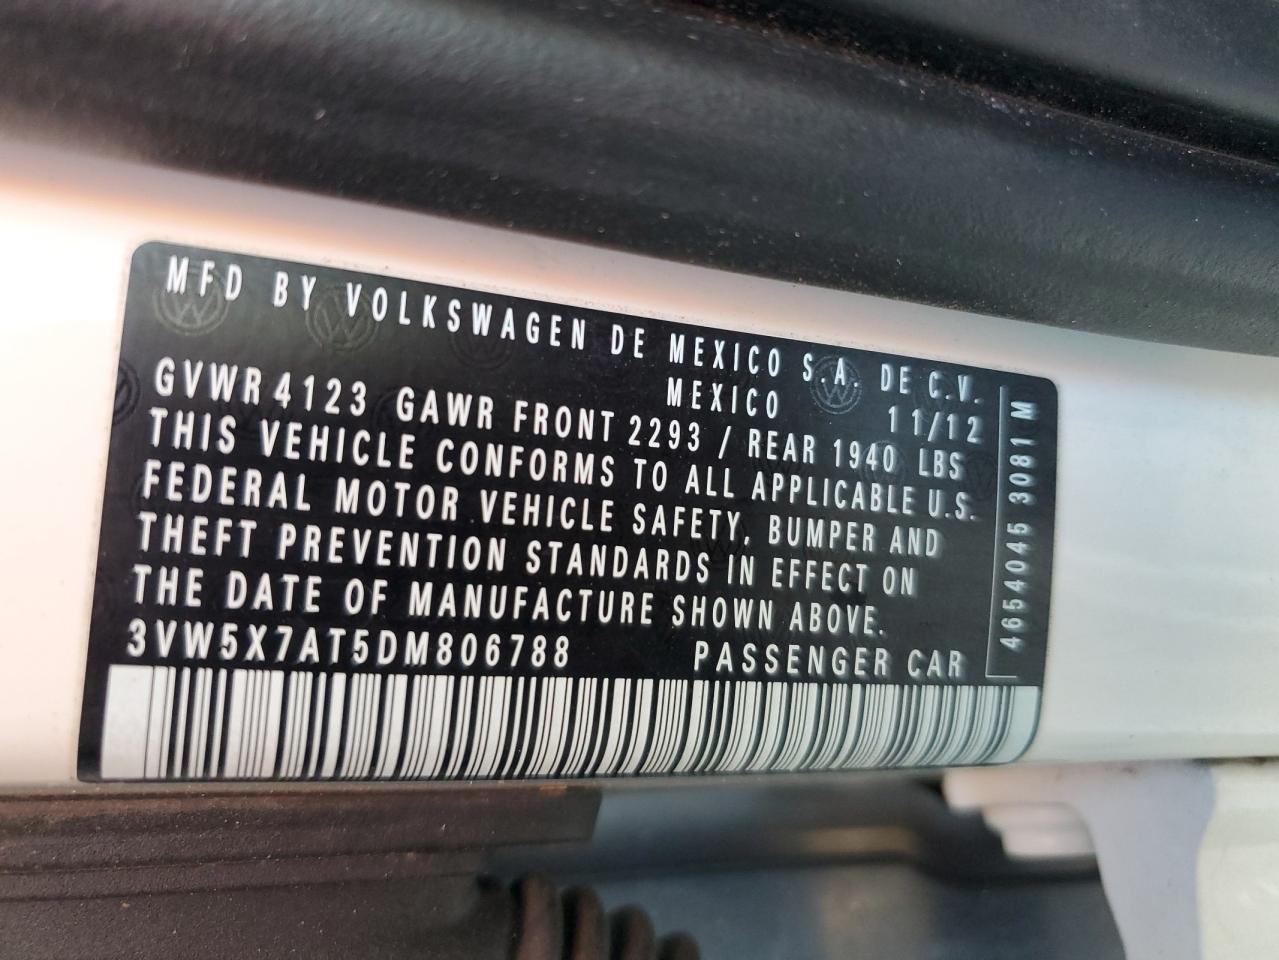 MFD BY VOLKSWAGEN DE MEXICO S.A. DE C.V.
MEXICO 11/12
GVWR 4123 GAWR FRONT 2293 / REAR 1940 LBS
THIS VEHICLE CONFORMS TO ALL APPLICABLE U.S.
FEDERAL MOTOR VEHICLE SAFETY, BUMPER AND
THEFT PREVENTION STANDARDS IN EFFECT ON
THE DATE OF MANUFACTURE SHOWN ABOVE.
3VW5X7AT5DM806788 PASSENGER CAR
4654045 3081 M